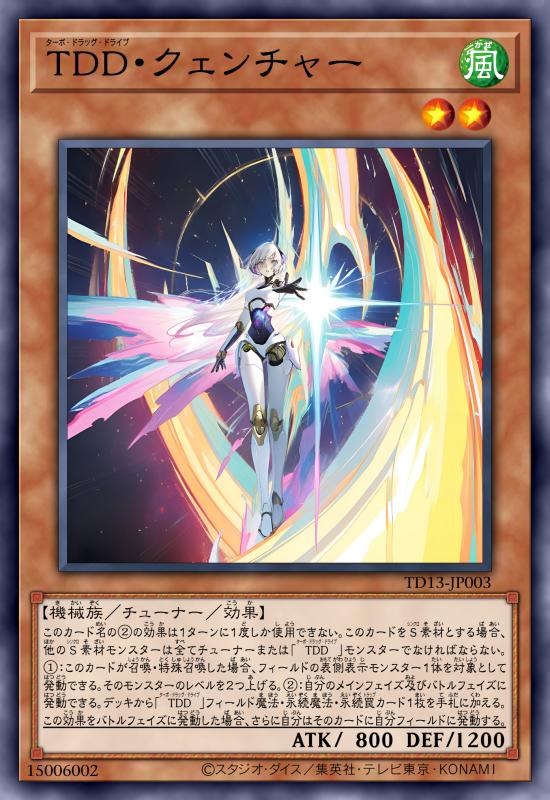 ターボ・ドラッグ・ドライブ
TDD・クェンチャー
かぜ
風
TD13-JP003
【機械族／チューナー／効果】
このカード名の②の効果は1ターンに1度しか使用できない。このカードをS素材とする場合、
他のS素材モンスターは全てチューナーまたは「TDD」モンスターでなければならない。
①：このカードが召喚・特殊召喚した場合、フィールドの表側表示モンスター1体を対象として
発動できる。そのモンスターのレベルを2つ上げる。②：自分のメインフェイズ及びバトルフェイズに
発動できる。デッキから「TDD」フィールド魔法・永続魔法・永続罠カード1枚を手札に加える。
この効果をバトルフェイズに発動した場合、さらに自分はそのカードを自分フィールドに発動する。
ATK/ 800 DEF/1200
15006002 ©スタジオ・ダイス／集英社・テレビ東京・KONAMI